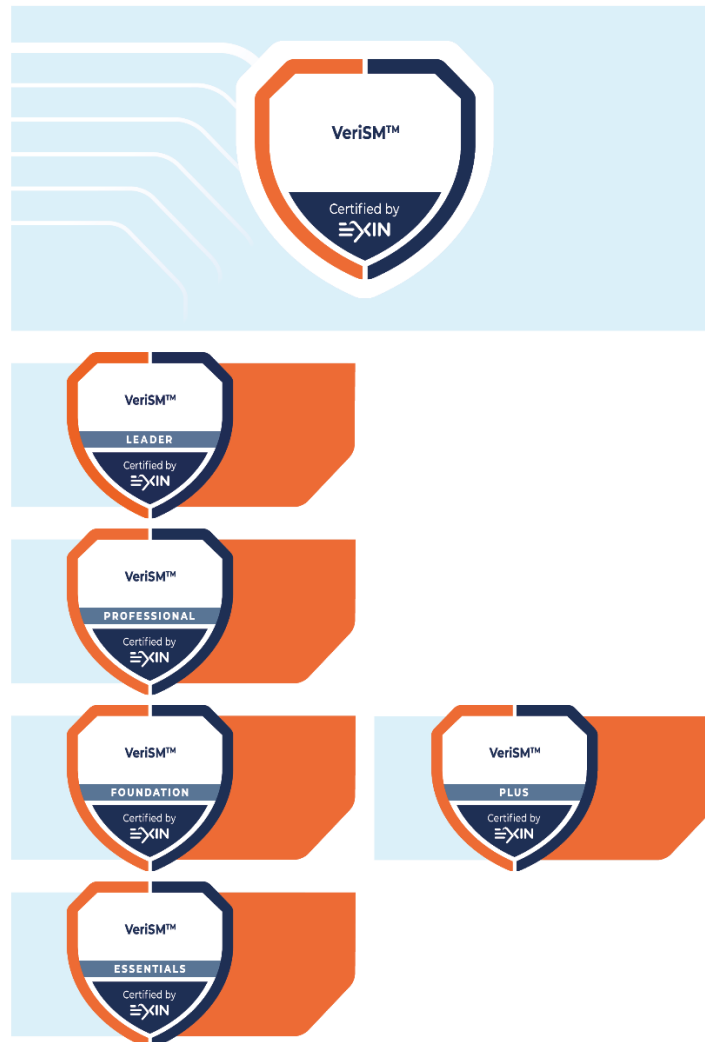 VeriSM™
Certified by
EXIN
VeriSM™
LEADER
Certified by
EXIN
VeriSM™
PROFESSIONAL
Certified by
EXIN
VeriSM™
FOUNDATION
Certified by
EXIN
VeriSM™
PLUS
Certified by
EXIN
VeriSM™
ESSENTIALS
Certified by
EXIN